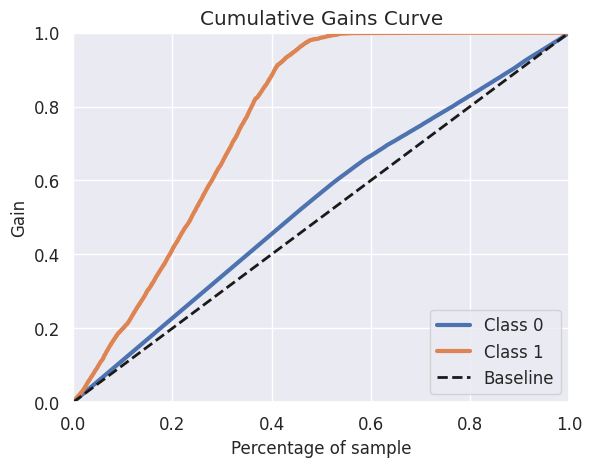 Cumulative Gains Curve
1.0
0.8
0.6
0.4
0.2
0.0
Gain
Class 0
Class 1
Baseline
0.0 0.2 0.4 0.6 0.8 1.0
Percentage of sample